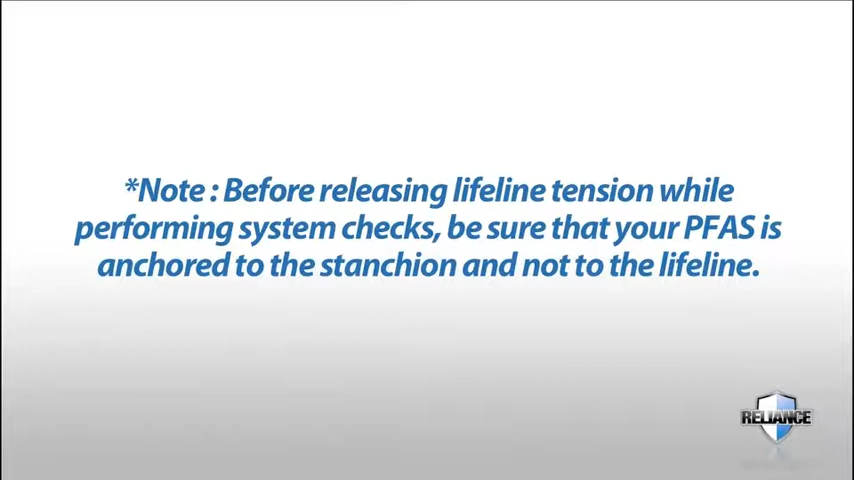 *Note : Before releasing lifeline tension while
performing system checks, be sure that your PFAS is
anchored to the stanchion and not to the lifeline.
RELIANCE